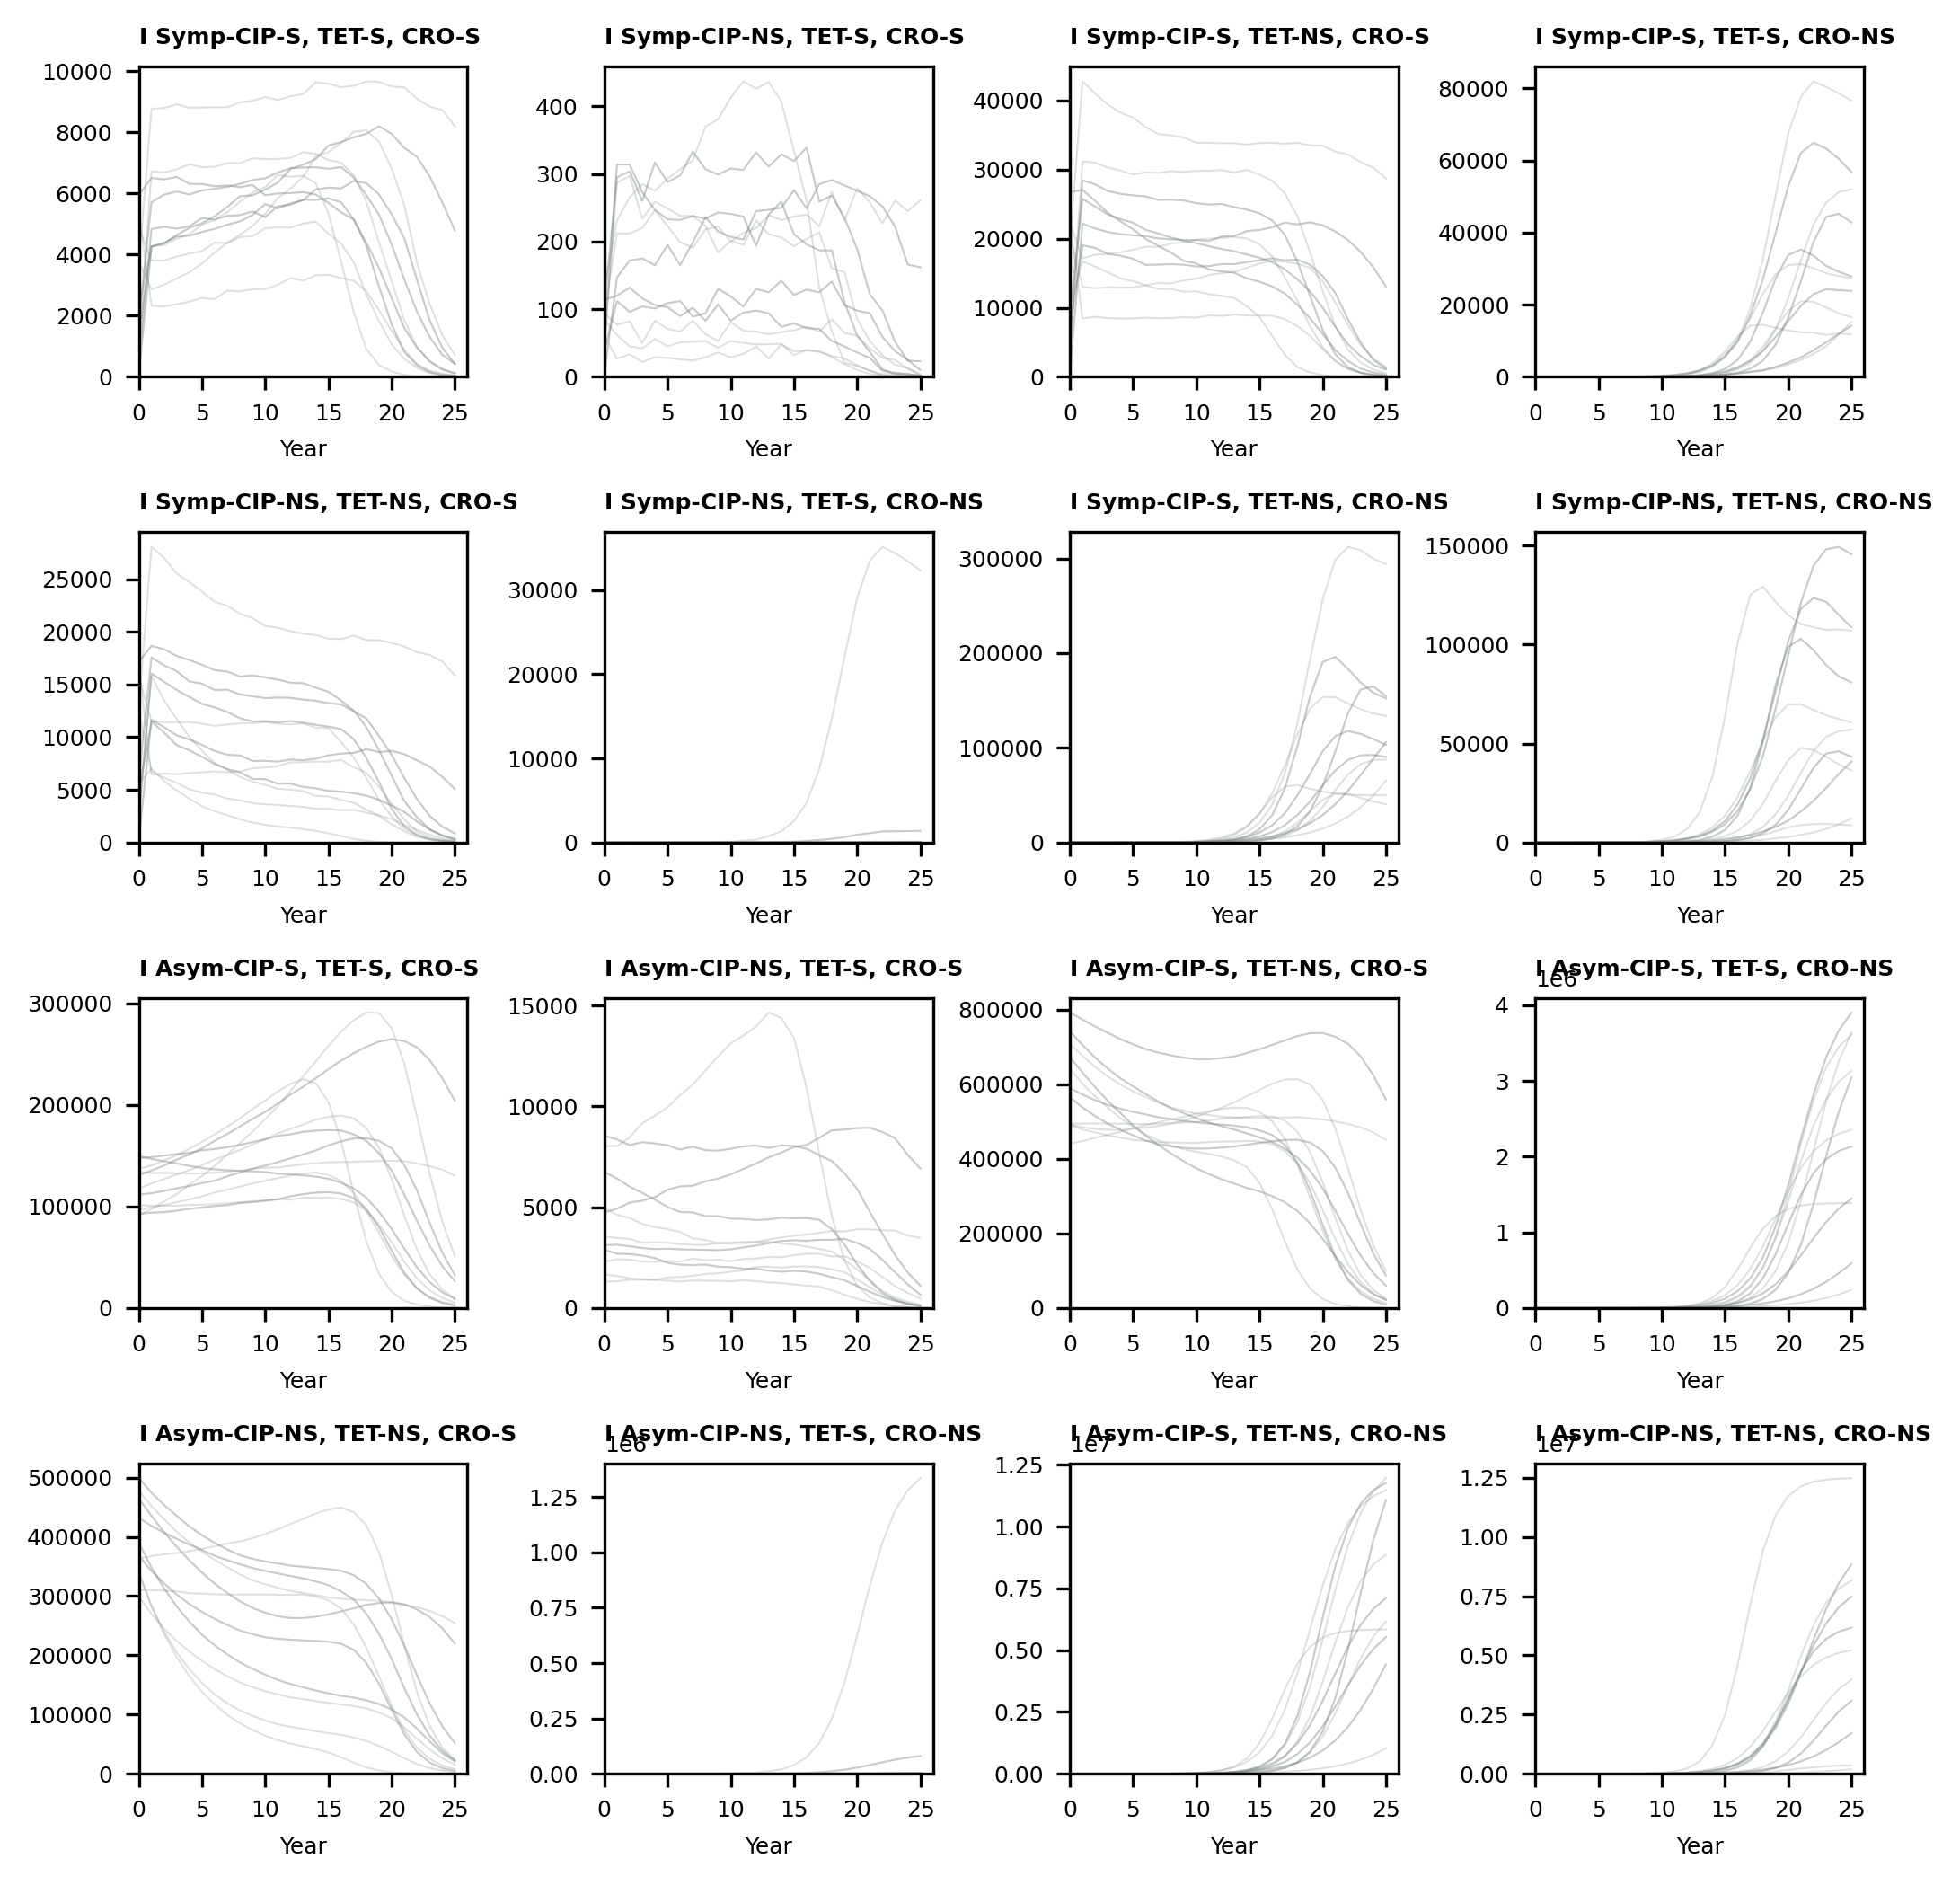 I Symp-CIP-S, TET-S, CRO-S
10000
8000
6000
4000
2000
0
0 5 10 15 20 25
Year
I Symp-CIP-NS, TET-S, CRO-S
400
300
200
100
0
0 5 10 15 20 25
Year
I Symp-CIP-S, TET-NS, CRO-S
40000
30000
20000
10000
0
0 5 10 15 20 25
Year
I Symp-CIP-S, TET-S, CRO-NS
80000
60000
40000
20000
0
0 5 10 15 20 25
Year
I Symp-CIP-NS, TET-NS, CRO-S
25000
20000
15000
10000
5000
0
0 5 10 15 20 25
Year
I Symp-CIP-NS, TET-S, CRO-NS
30000
20000
10000
0
0 5 10 15 20 25
Year
I Symp-CIP-S, TET-NS, CRO-NS
300000
200000
100000
0
0 5 10 15 20 25
Year
I Symp-CIP-NS, TET-NS, CRO-NS
150000
100000
50000
0
0 5 10 15 20 25
Year
I Asym-CIP-S, TET-S, CRO-S
300000
200000
100000
0
0 5 10 15 20 25
Year
I Asym-CIP-NS, TET-S, CRO-S
15000
10000
5000
0
0 5 10 15 20 25
Year
I Asym-CIP-S, TET-NS, CRO-S
800000
600000
400000
200000
0
0 5 10 15 20 25
Year
I Asym-CIP-S, TET-S, CRO-NS
1e6
4
3
2
1
0
0 5 10 15 20 25
Year
I Asym-CIP-NS, TET-NS, CRO-S
500000
400000
300000
200000
100000
0
0 5 10 15 20 25
Year
I Asym-CIP-NS, TET-S, CRO-NS
1e6
1.25
1.00
0.75
0.50
0.25
0.00
0 5 10 15 20 25
Year
I Asym-CIP-S, TET-NS, CRO-NS
1e7
1.25
1.00
0.75
0.50
0.25
0.00
0 5 10 15 20 25
Year
I Asym-CIP-NS, TET-NS, CRO-NS
1e7
1.25
1.00
0.75
0.50
0.25
0.00
0 5 10 15 20 25
Year